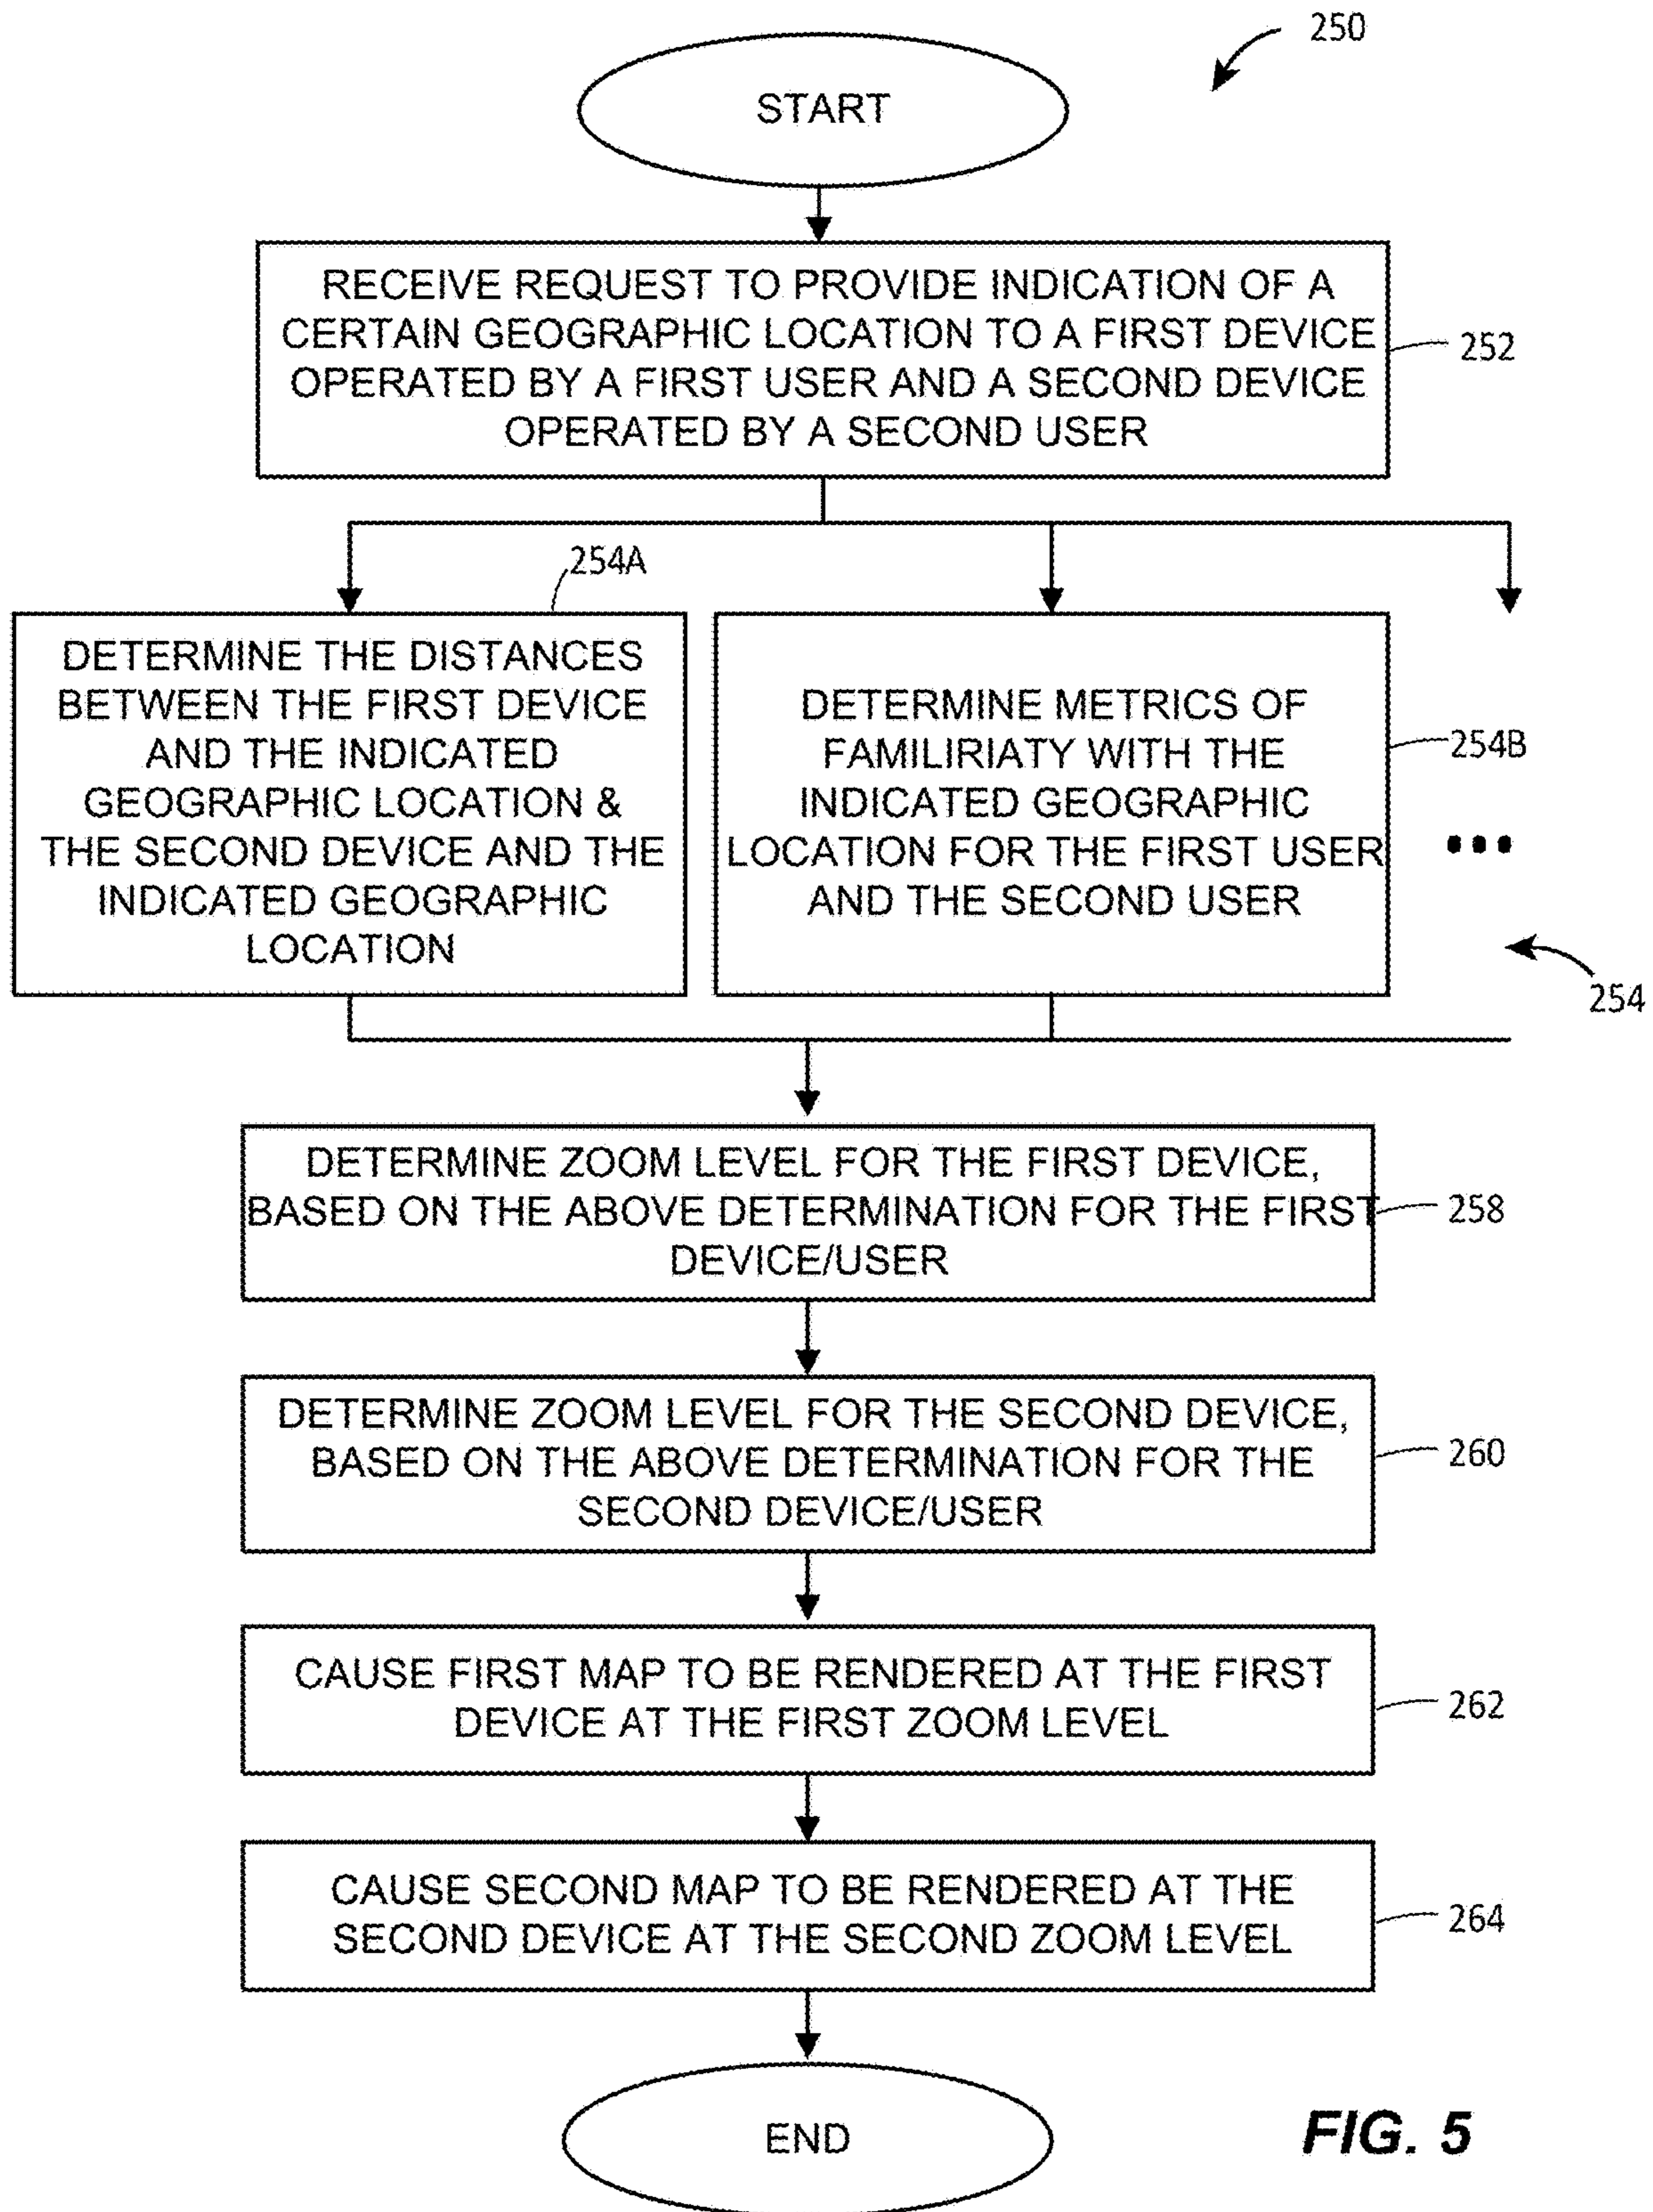 250
START
RECEIVE REQUEST TO PROVIDE INDICATION OF A
CERTAIN GEOGRAPHIC LOCATION TO A FIRST DEVICE
OPERATED BY A FIRST USER AND A SECOND DEVICE
OPERATED BY A SECOND USER
252
254A
DETERMINE THE DISTANCES
BETWEEN THE FIRST DEVICE
AND THE INDICATED
GEOGRAPHIC LOCATION &
THE SECOND DEVICE AND THE
INDICATED GEOGRAPHIC
LOCATION
DETERMINE METRICS OF
FAMILIRIATY WITH THE
INDICATED GEOGRAPHIC
LOCATION FOR THE FIRST USER
AND THE SECOND USER
254B
•••
254
DETERMINE ZOOM LEVEL FOR THE FIRST DEVICE,
BASED ON THE ABOVE DETERMINATION FOR THE FIRST
DEVICE/USER
258
DETERMINE ZOOM LEVEL FOR THE SECOND DEVICE,
BASED ON THE ABOVE DETERMINATION FOR THE
SECOND DEVICE/USER
260
CAUSE FIRST MAP TO BE RENDERED AT THE FIRST
DEVICE AT THE FIRST ZOOM LEVEL
262
CAUSE SECOND MAP TO BE RENDERED AT THE
SECOND DEVICE AT THE SECOND ZOOM LEVEL
264
END
FIG. 5